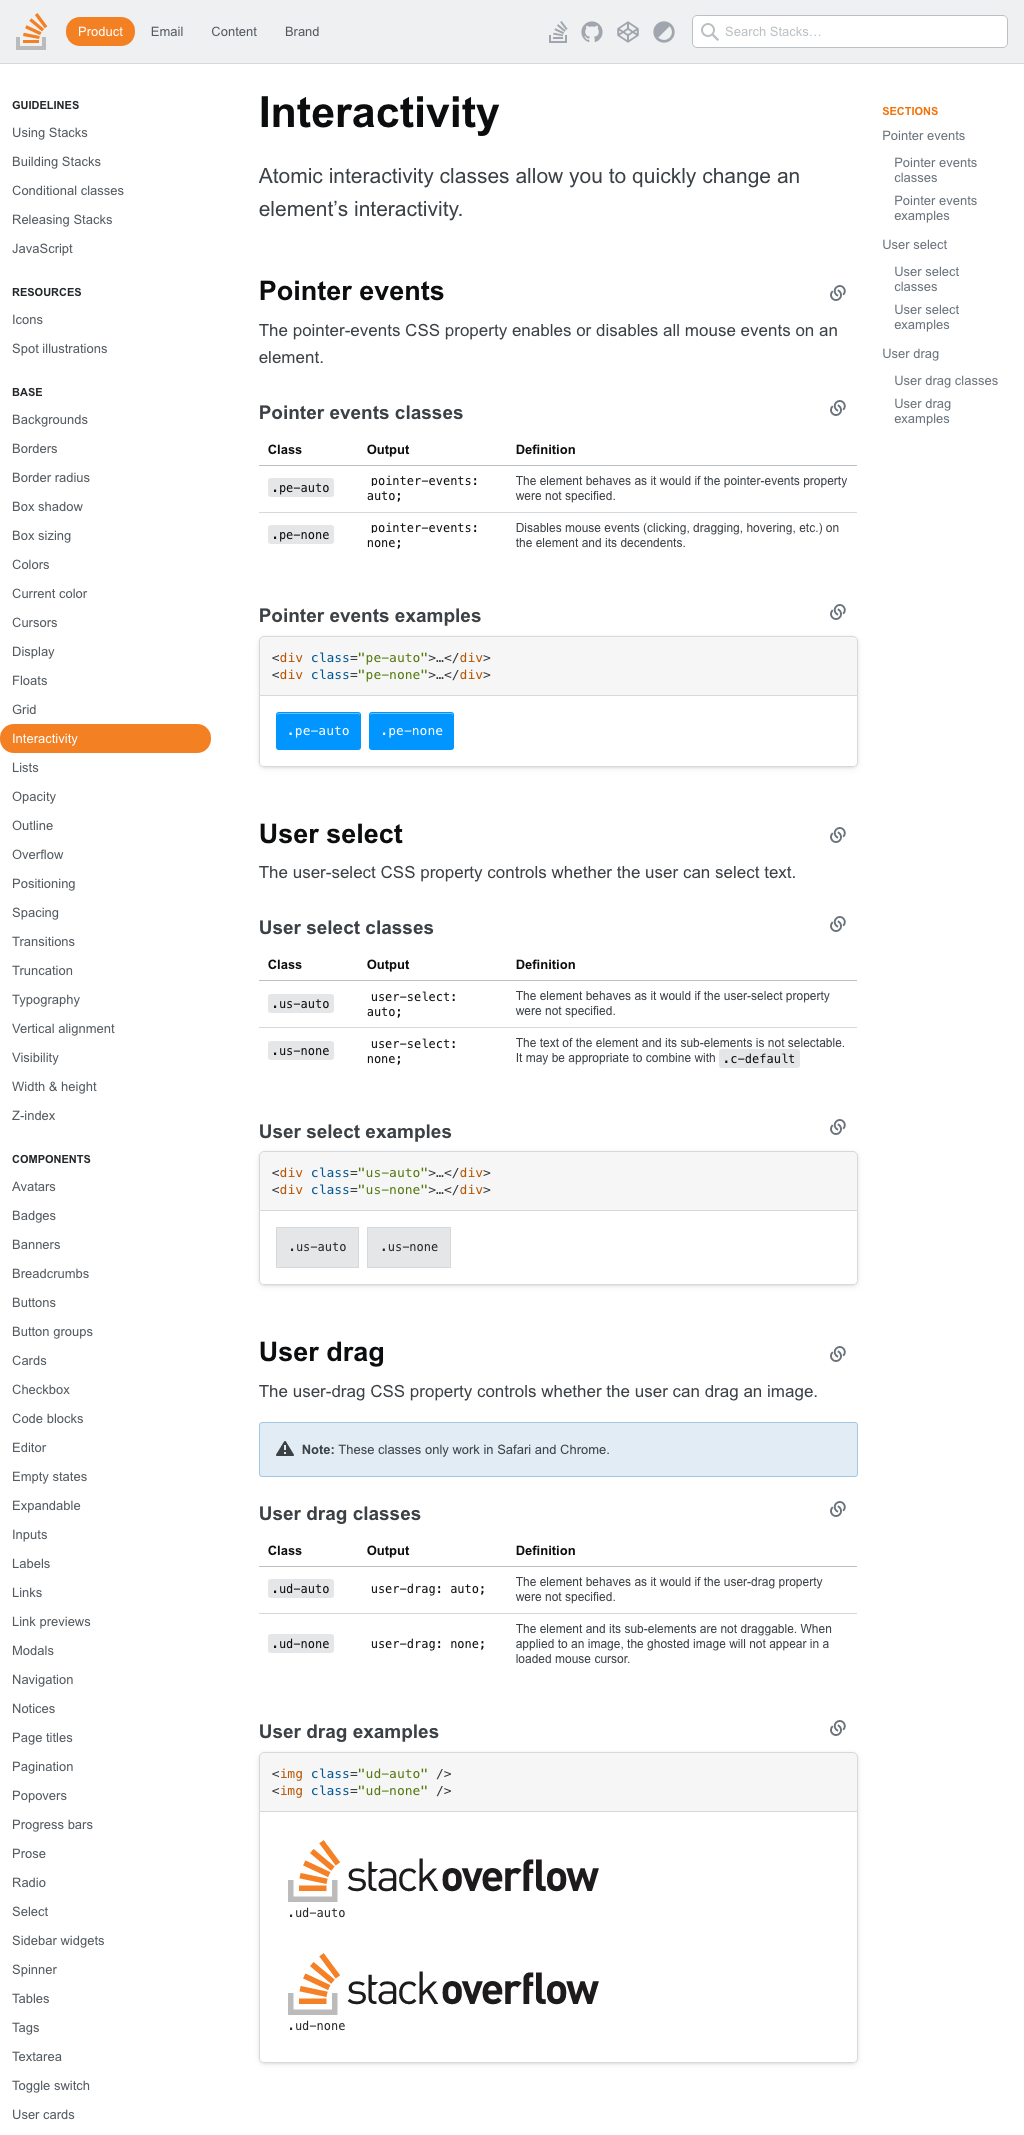 Product
Email
Content
Brand
Search Stacks…
GUIDELINES
Using Stacks
Building Stacks
Conditional classes
Releasing Stacks
JavaScript
RESOURCES
Icons
Spot illustrations
BASE
Backgrounds
Borders
Border radius
Box shadow
Box sizing
Colors
Current color
Cursors
Display
Floats
Grid
Interactivity
Lists
Opacity
Outline
Overflow
Positioning
Spacing
Transitions
Truncation
Typography
Vertical alignment
Visibility
Width & height
Z-index
COMPONENTS
Avatars
Badges
Banners
Breadcrumbs
Buttons
Button groups
Cards
Checkbox
Code blocks
Editor
Empty states
Expandable
Inputs
Labels
Links
Link previews
Modals
Navigation
Notices
Page titles
Pagination
Popovers
Progress bars
Prose
Radio
Select
Sidebar widgets
Spinner
Tables
Tags
Textarea
Toggle switch
User cards
Interactivity
Atomic interactivity classes allow you to quickly change an
element’s interactivity.
Pointer events
The pointer-events CSS property enables or disables all mouse events on an
element.
Pointer events classes
Class Output Definition
.pe-auto
pointer-events:
auto;
The element behaves as it would if the pointer-events property
were not specified.
.pe-none
pointer-events:
none;
Disables mouse events (clicking, dragging, hovering, etc.) on
the element and its decendents.
Pointer events examples
<div class="pe-auto">…</div>
<div class="pe-none">…</div>
.pe-auto
.pe-none
User select
The user-select CSS property controls whether the user can select text.
User select classes
Class Output Definition
.us-auto
user-select:
auto;
The element behaves as it would if the user-select property
were not specified.
.us-none
user-select:
none;
The text of the element and its sub-elements is not selectable.
It may be appropriate to combine with .c-default
User select examples
<div class="us-auto">…</div>
<div class="us-none">…</div>
.us-auto
.us-none
User drag
The user-drag CSS property controls whether the user can drag an image.
Note: These classes only work in Safari and Chrome.
User drag classes
Class Output Definition
.ud-auto
user-drag: auto;
The element behaves as it would if the user-drag property
were not specified.
.ud-none
user-drag: none;
The element and its sub-elements are not draggable. When
applied to an image, the ghosted image will not appear in a
loaded mouse cursor.
User drag examples
<img class="ud-auto" />
<img class="ud-none" />
stackoverflow
.ud-auto
stackoverflow
.ud-none
SECTIONS
Pointer events
Pointer events
classes
Pointer events
examples
User select
User select
classes
User select
examples
User drag
User drag classes
User drag
examples